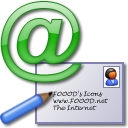 @
FOOOD's Icons
www.FOOOD.net
The Internet